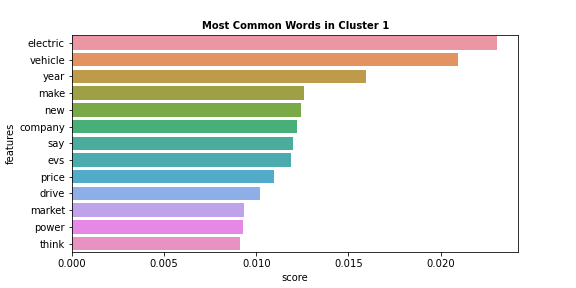 Most Common Words in Cluster 1
electric
vehicle
year
make
new
company
say
evs
price
drive
market
power
think
features
0.000 0.005 0.010 0.015 0.020
score